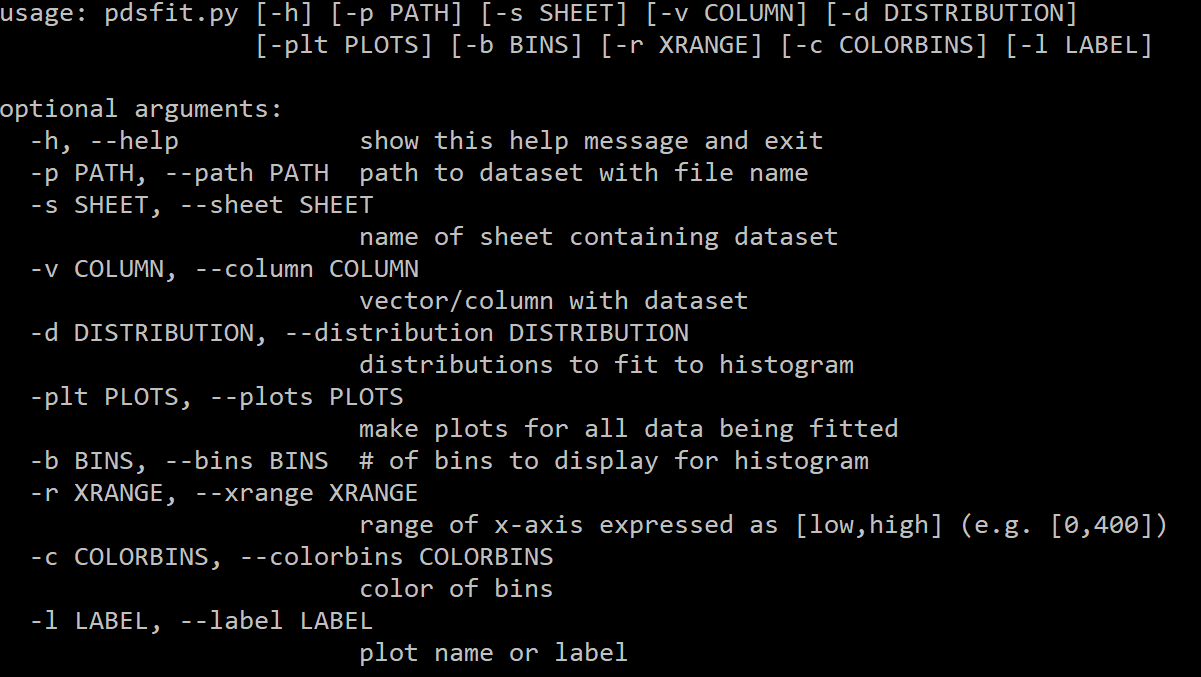 usage: pdsfit.py [-h] [-p PATH] [-s SHEET] [-v COLUMN] [-d DISTRIBUTION]
                 [-plt PLOTS] [-b BINS] [-r XRANGE] [-c COLORBINS] [-l LABEL]

optional arguments:
  -h, --help            show this help message and exit
  -p PATH, --path PATH  path to dataset with file name
  -s SHEET, --sheet SHEET
                        name of sheet containing dataset
  -v COLUMN, --column COLUMN
                        vector/column with dataset
  -d DISTRIBUTION, --distribution DISTRIBUTION
                        distributions to fit to histogram
  -plt PLOTS, --plots PLOTS
                        make plots for all data being fitted
  -b BINS, --bins BINS  # of bins to display for histogram
  -r XRANGE, --xrange XRANGE
                        range of x-axis expressed as [low,high] (e.g. [0,400])
  -c COLORBINS, --colorbins COLORBINS
                        color of bins
  -l LABEL, --label LABEL
                        plot name or label